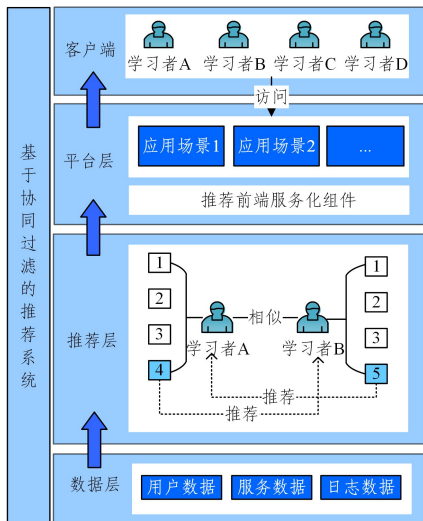 基于协同过滤的推荐系统
客户端
学习者A
学习者B
学习者C
学习者D
访问
平台层
应用场景1
应用场景2
...
推荐前端服务化组件
推荐层
1
2
3
4
学习者A
相似
学习者B
1
2
3
5
推荐
推荐
数据层
用户数据
服务数据
日志数据